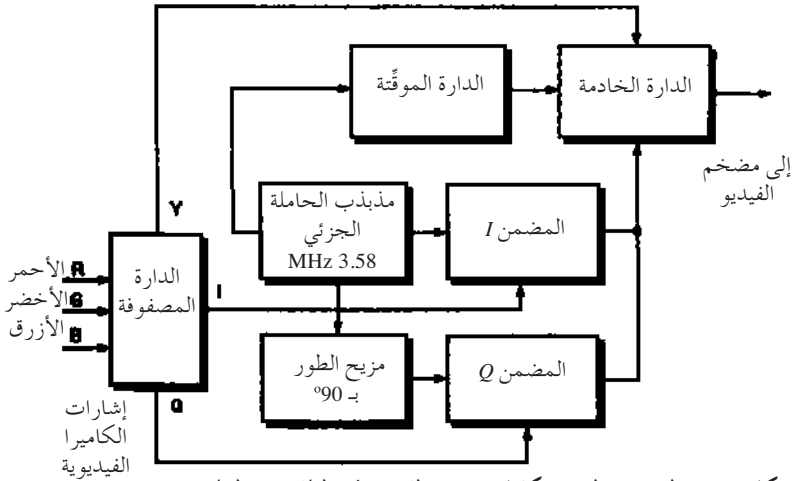 الدارة الموقِّتة
الدارة الخادمة
إلى مضخم
الفيديو
Y
مذبذب الحاملة
الجزئي
MHz 3.58
المضمن I
الدارة
المصفوفة
I
R الأحمر
G الأخضر
B الأزرق
مزيح الطور
بـ 90°
المضمن Q
Q
إشارات
الكاميرا
الفيديوية